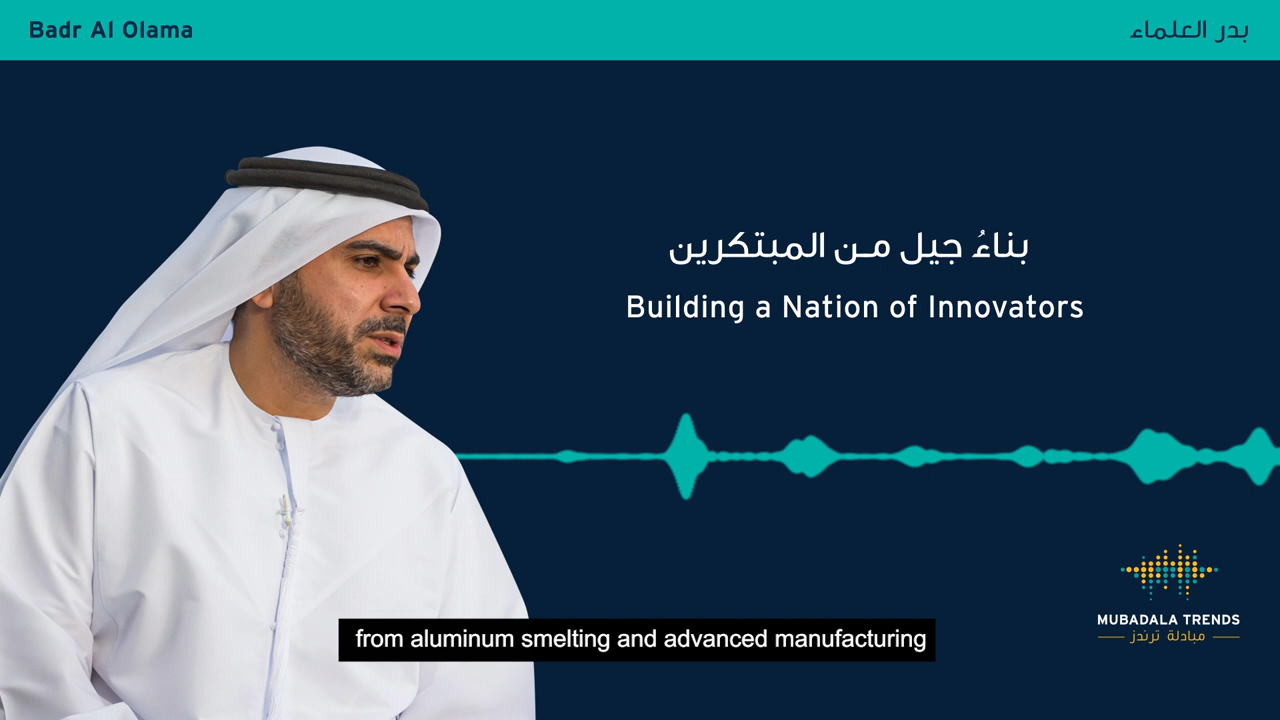 Badr Al Olama
بدر العلماء
بناءُ جيل مـن المبتكرين
Building a Nation of Innovators
MUBADALA TRENDS
مبادلة ترندز
from aluminum smelting and advanced manufacturing